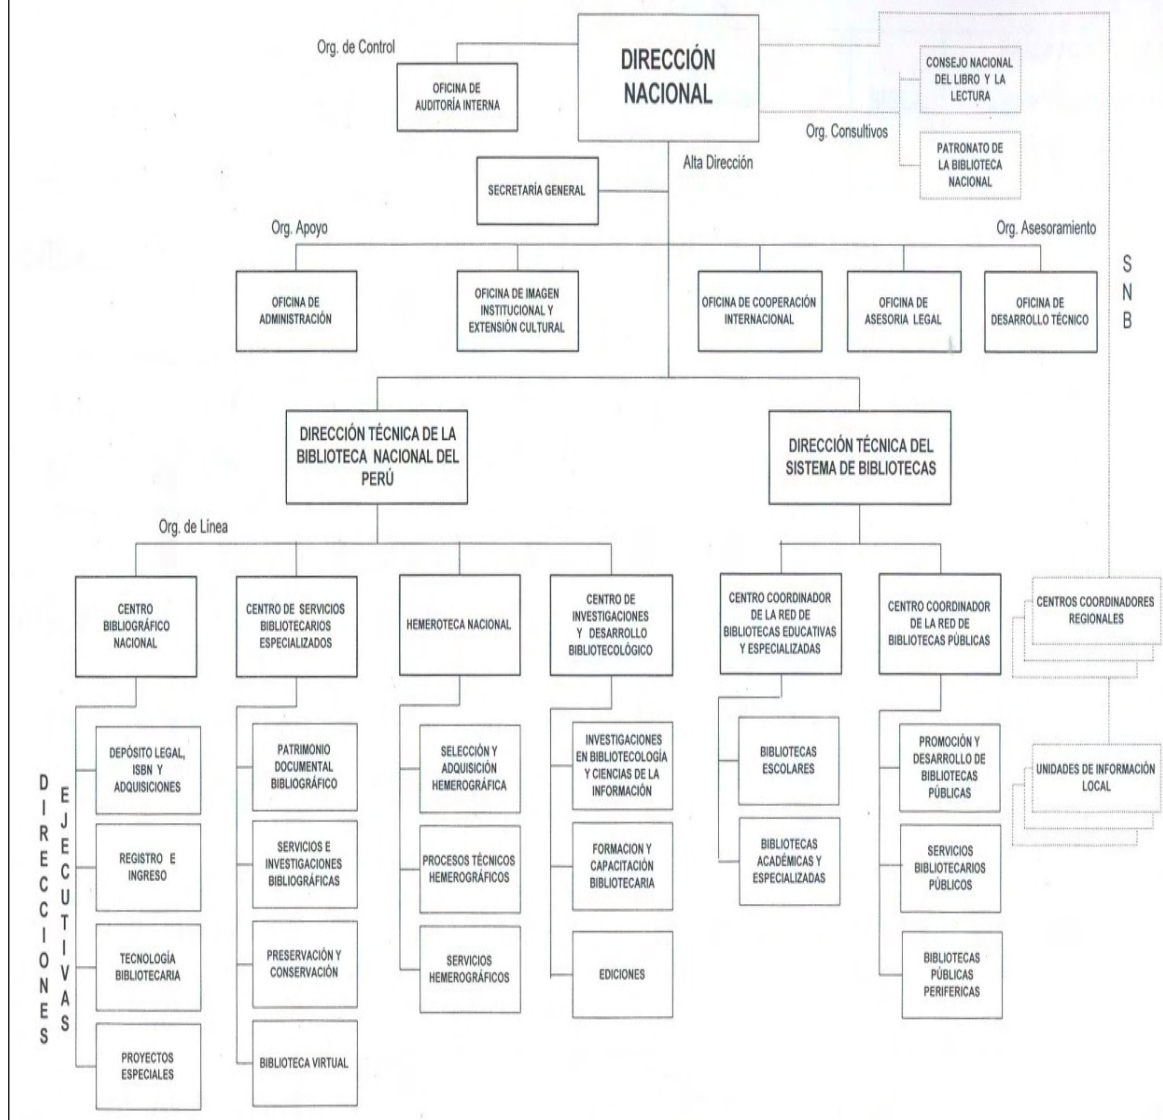 Org. de Control
DIRECCIÓN
NACIONAL
OFICINA DE
AUDITORÍA INTERNA
CONSEJO NACIONAL
DEL LIBRO Y LA
LECTURA
Org. Consultivos
PATRONATO DE
LA BIBLIOTECA
NACIONAL
Alta Dirección
SECRETARÍA GENERAL
Org. Apoyo
Org. Asesoramiento
SNB
OFICINA DE
ADMINISTRACIÓN
OFICINA DE IMAGEN
INSTITUCIONAL Y
EXTENSIÓN CULTURAL
OFICINA DE COOPERACIÓN
INTERNACIONAL
OFICINA DE
ASESORIA LEGAL
OFICINA DE
DESARROLLO TÉCNICO
DIRECCIÓN TÉCNICA DE LA
BIBLIOTECA NACIONAL DEL
PERÚ
DIRECCIÓN TÉCNICA DEL
SISTEMA DE BIBLIOTECAS
Org. de Línea
CENTRO
BIBLIOGRÁFICO
NACIONAL
CENTRO DE SERVICIOS
BIBLIOTECARIOS
ESPECIALIZADOS
HEMEROTECA NACIONAL
CENTRO DE
INVESTIGACIONES
Y DESARROLLO
BIBLIOTECOLÓGICO
CENTRO COORDINADOR
DE LA RED DE
BIBLIOTECAS EDUCATIVAS
Y ESPECIALIZADAS
CENTRO COORDINADOR
DE LA RED DE
BIBLIOTECAS PÚBLICAS
CENTROS COORDINADORES
REGIONALES
DIRECCIONES
EJECUTIVAS
DEPÓSITO LEGAL,
ISBN Y
ADQUISICIONES
REGISTRO E
INGRESO
TECNOLOGÍA
BIBLIOTECARIA
PROYECTOS
ESPECIALES
PATRIMONIO
DOCUMENTAL
BIBLIOGRÁFICO
SERVICIOS E
INVESTIGACIONES
BIBLIOGRÁFICAS
PRESERVACIÓN Y
CONSERVACIÓN
BIBLIOTECA VIRTUAL
SELECCIÓN Y
ADQUISICIÓN
HEMEROGRÁFICA
PROCESOS TÉCNICOS
HEMEROGRÁFICOS
SERVICIOS
HEMEROGRÁFICOS
INVESTIGACIONES
EN BIBLIOTECOLOGÍA
Y CIENCIAS DE LA
INFORMACIÓN
FORMACION Y
CAPACITACIÓN
BIBLIOTECARIA
EDICIONES
BIBLIOTECAS
ESCOLARES
BIBLIOTECAS
ACADÉMICAS Y
ESPECIALIZADAS
PROMOCIÓN Y
DESARROLLO DE
BIBLIOTECAS
PÚBLICAS
SERVICIOS
BIBLIOTECARIOS
PÚBLICOS
BIBLIOTECAS
PÚBLICAS
PERIFERICAS
UNIDADES DE INFORMACIÓN
LOCAL